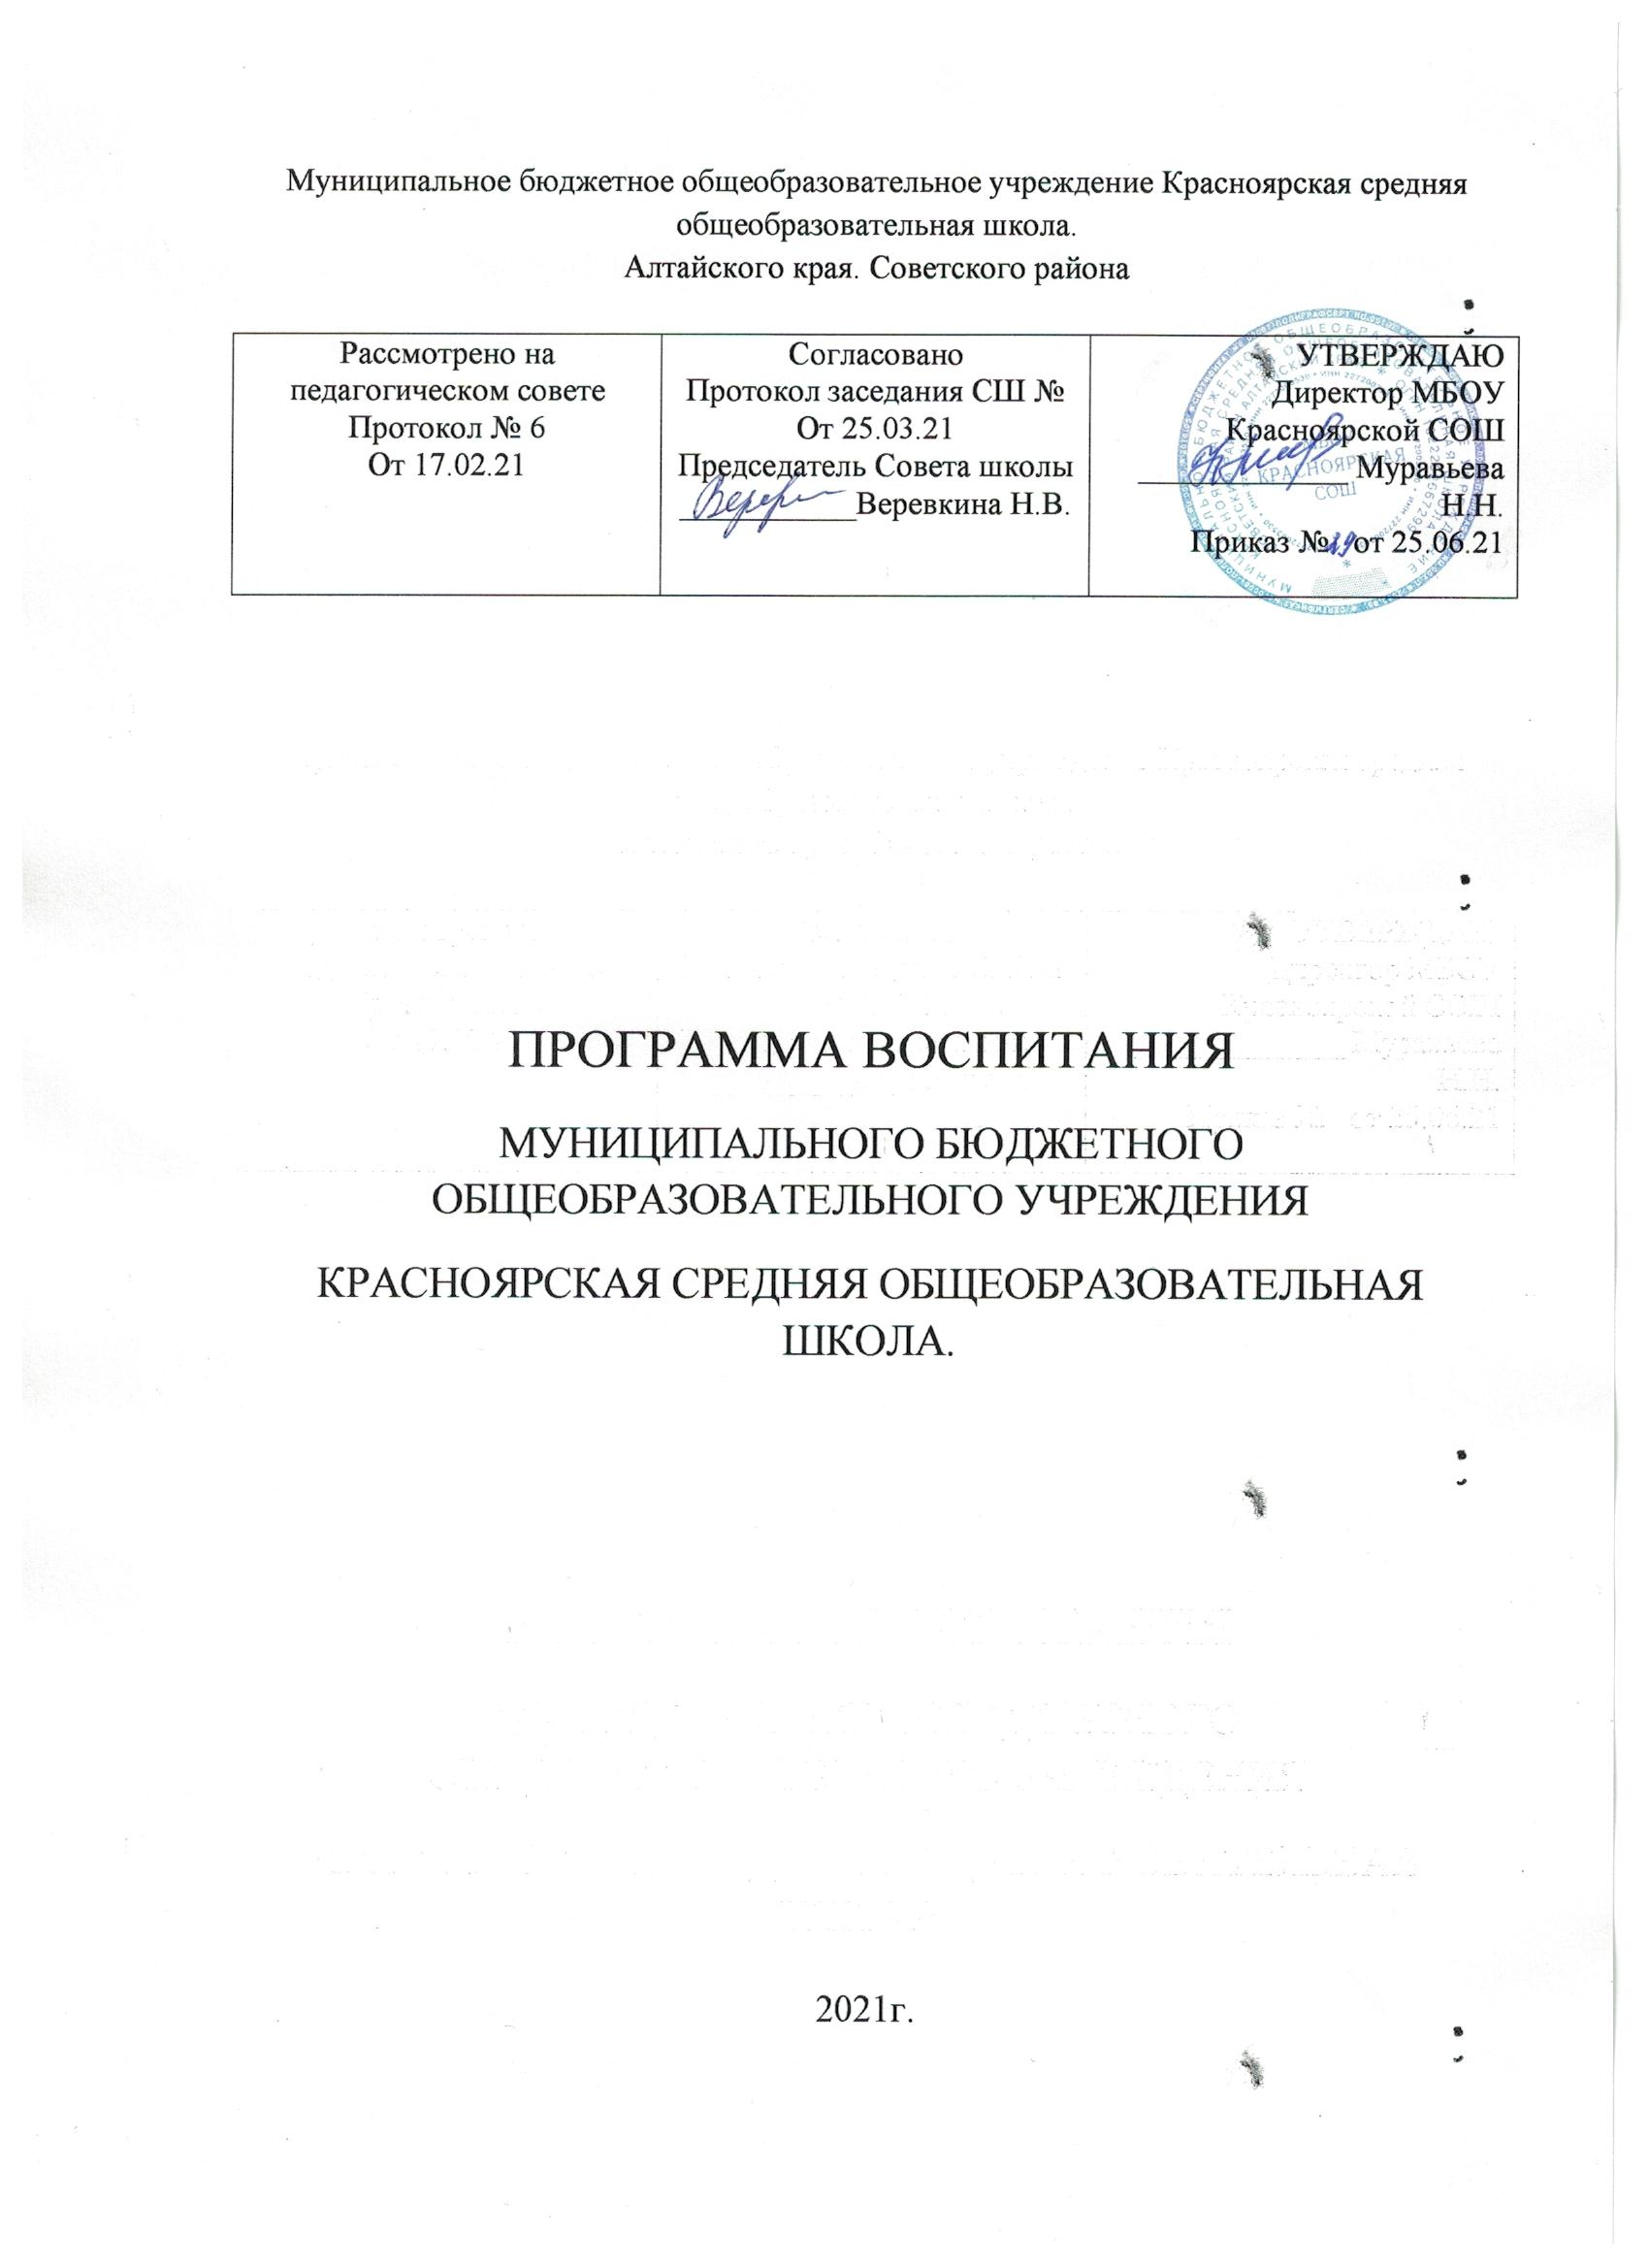 Муниципальное бюджетное общеобразовательное учреждение Красноярская средняя
общеобразовательная школа.
Алтайского края. Советского района
Рассмотрено на
педагогическом совете
Протокол № 6
От 17.02.21
Согласовано
Протокол заседания СШ №
От 25.03.21
Председатель Совета школы
Веревкина Н.В.
УТВЕРЖДАЮ
Директор МБОУ
Красноярской СОШ
Муравьева
Н.Н.
Приказ № от 25.06.21
КРАСНОЯРСКАЯ
СОШ
ПРОГРАММА ВОСПИТАНИЯ
МУНИЦИПАЛЬНОГО БЮДЖЕТНОГО
ОБЩЕОБРАЗОВАТЕЛЬНОГО УЧРЕЖДЕНИЯ
КРАСНОЯРСКАЯ СРЕДНЯЯ ОБЩЕОБРАЗОВАТЕЛЬНАЯ
ШКОЛА.
2021г.